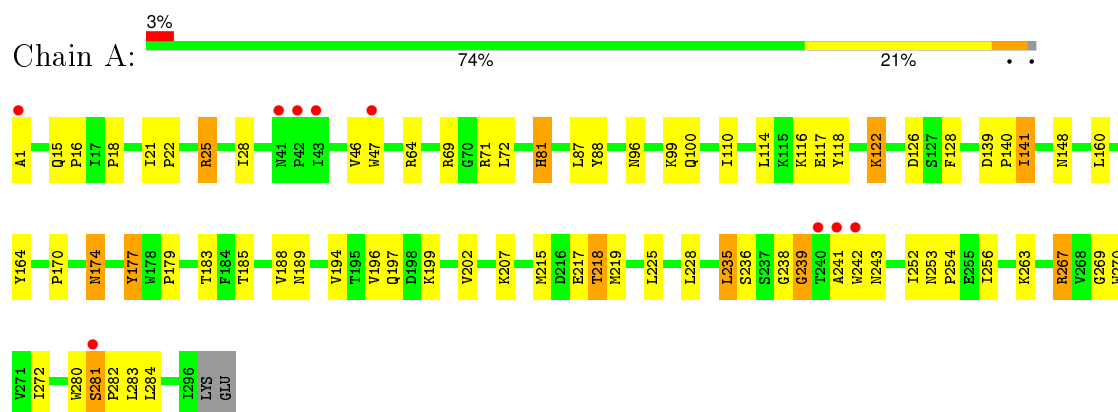 3%
Chain A:
74% 21% • •
A1 Q15 P16 I17 P18 I21 P22 R25 I28 N41 P42 I43 V46 W47 R64 R69 G70 R71 L72 H81 L87 Y88 N96 K99 Q100 I110 L114 K115 K116 E117 Y118 K122 D126 S127 F128 D139 P140 I141 N148 L160
Y164 P170 N174 Y177 W178 P179 T183 F184 T185 V188 N189 V194 T195 V196 Q197 D198 K199 V202 K207 M215 D216 E217 T218 M219 L225 L228 L235 S236 S237 G238 G239 T240 A241 W242 N243 I252 N253 P254 E255 I256 K263 R267 V268 G269 W270
V271 I272 W280 S281 P282 L283 L284 I296 LYS GLU